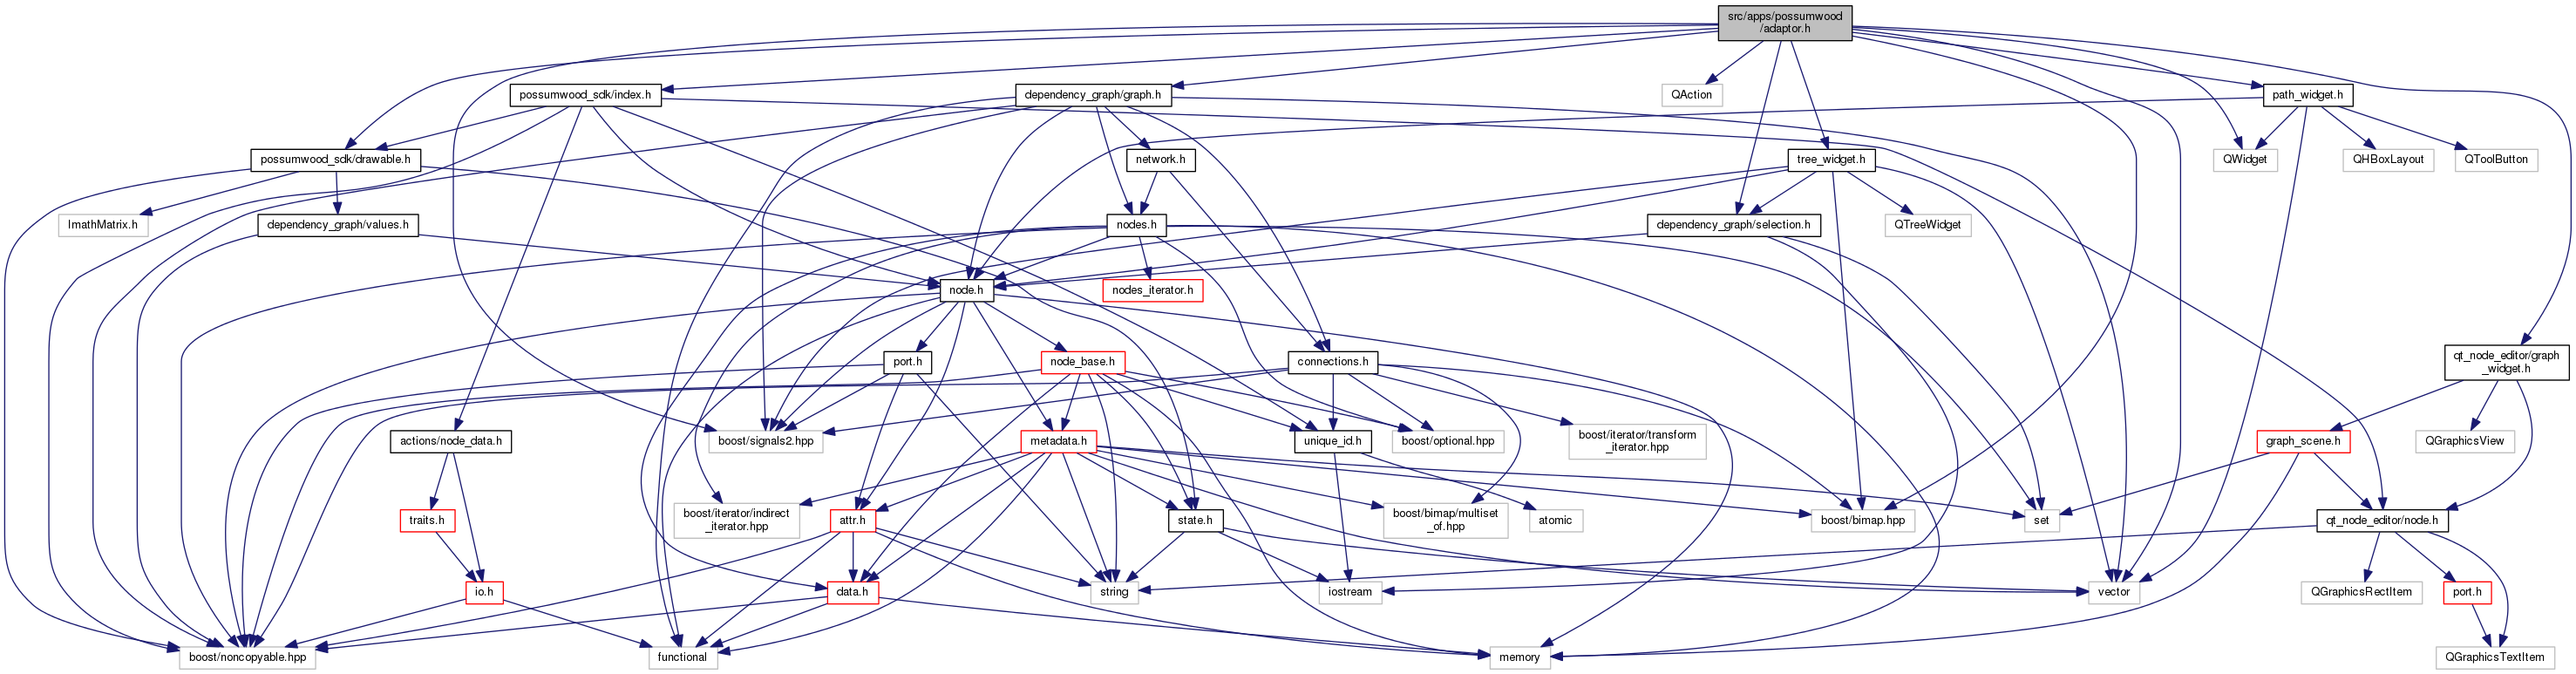 src/apps/possumwood
/adaptor.h
possumwood_sdk/index.h
dependency_graph/graph.h
QAction
path_widget.h
possumwood_sdk/drawable.h
network.h
tree_widget.h
QWidget
QHBoxLayout
QToolButton
ImathMatrix.h
dependency_graph/values.h
nodes.h
dependency_graph/selection.h
QTreeWidget
node.h
nodes_iterator.h
port.h
node_base.h
connections.h
qt_node_editor/graph
_widget.h
actions/node_data.h
boost/signals2.hpp
metadata.h
unique_id.h
boost/optional.hpp
boost/iterator/transform
_iterator.hpp
graph_scene.h
QGraphicsView
traits.h
boost/iterator/indirect
_iterator.hpp
attr.h
state.h
boost/bimap/multiset
_of.hpp
atomic
boost/bimap.hpp
set
qt_node_editor/node.h
io.h
data.h
string
iostream
vector
QGraphicsRectItem
port.h
boost/noncopyable.hpp
functional
memory
QGraphicsTextItem